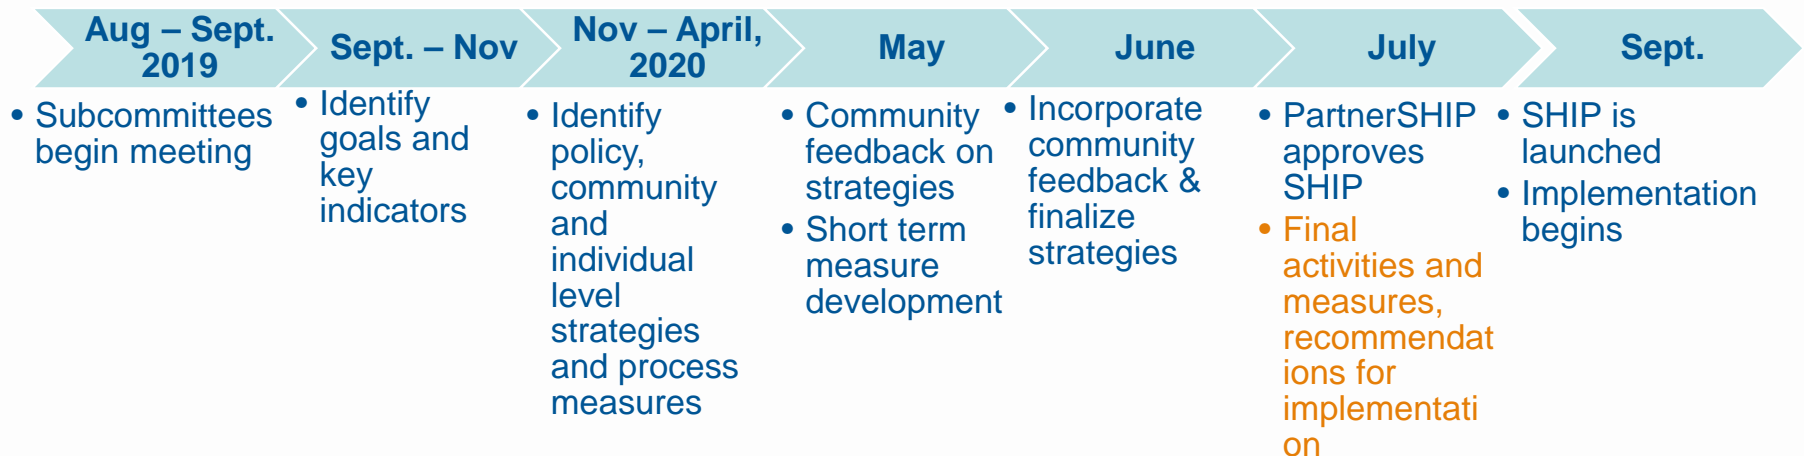 Aug – Sept.
2019
Sept. – Nov
Nov – April,
2020
May
June
July
Sept.
• Subcommittees
begin meeting
• Identify
goals and
key
indicators
• Identify
policy,
community
and
individual
level
strategies
and process
measures
• Community
feedback on
strategies
• Short term
measure
development
• Incorporate
community
feedback &
finalize
strategies
• PartnerSHIP
approves
SHIP
• Final
activities and
measures,
recommendat
ions for
implementati
on
• SHIP is
launched
• Implementation
begins